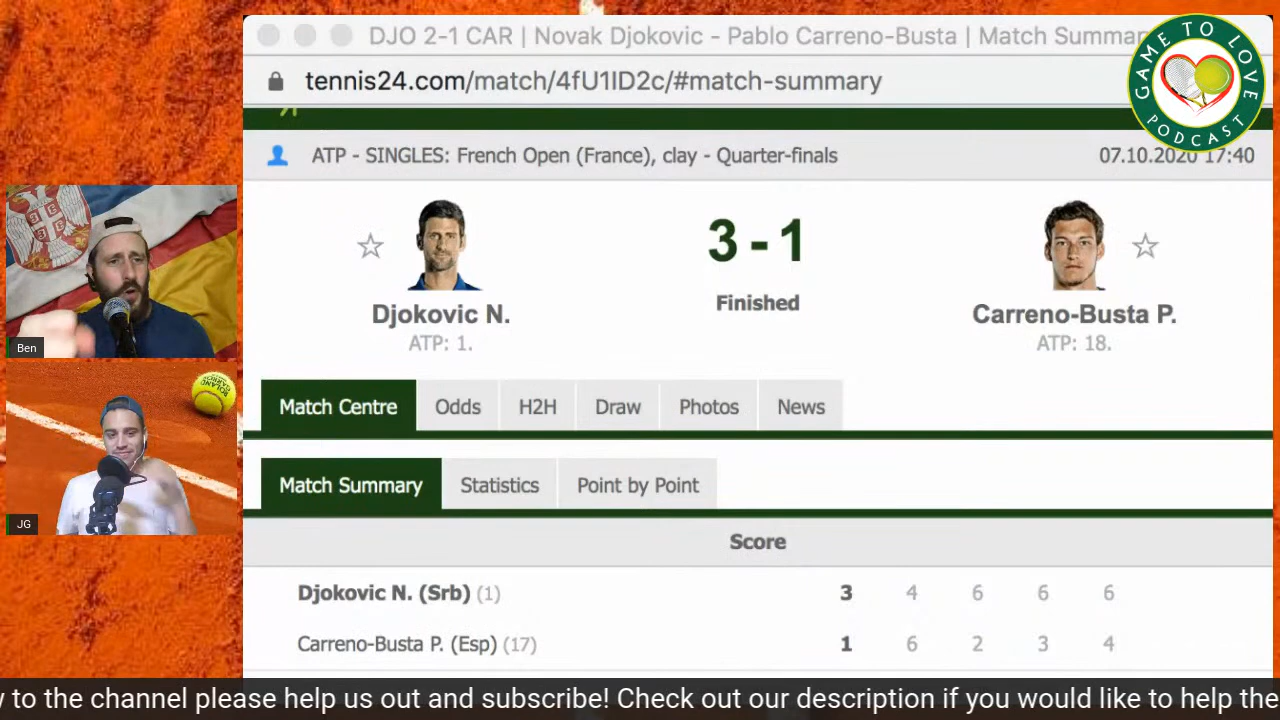 DJO 2-1 CAR | Novak Djokovic - Pablo Carreno-Busta | Match Summar
tennis24.com/match/4fU1lD2c/#match-summary
GAME TO LOVE
PODCAST
ATP - SINGLES: French Open (France), clay - Quarter-finals
07.10.2020 17:40
3 - 1
Finished
Djokovic N.
ATP: 1.
Carreno-Busta P.
ATP: 18.
Match Centre Odds H2H Draw Photos News
Match Summary Statistics Point by Point
Score
Djokovic N. (Srb) (1) 3 4 6 6 6
Carreno-Busta P. (Esp) (17) 1 6 2 3 4
Ben
ROLAND
JG
to the channel please help us out and subscribe! Check out our description if you would like to help the